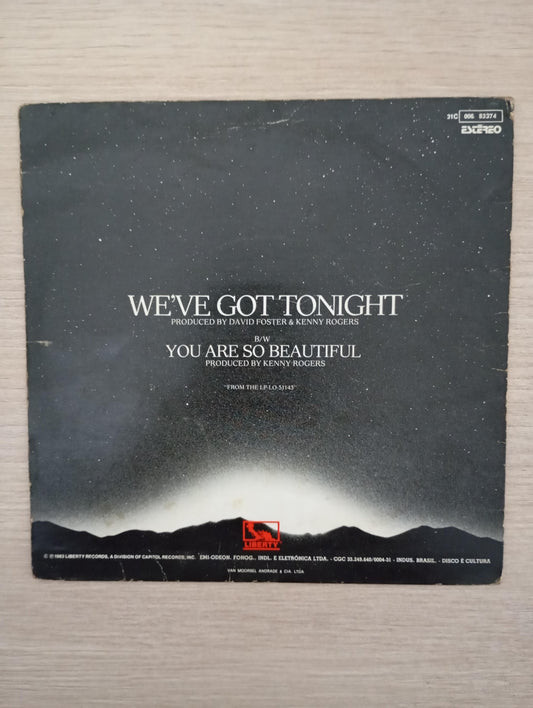 31C 006 83274
ESTÉREO
WE'VE GOT TONIGHT
PRODUCED BY DAVID FOSTER & KENNY ROGERS
B/W
YOU ARE SO BEAUTIFUL
PRODUCED BY KENNY ROGERS
"FROM THE LP-LO-51143"
LIBERTY
© ℗ 1983 LIBERTY RECORDS, A DIVISION OF CAPITOL RECORDS, INC. EMI-ODEON. FONOG., INDL. E ELETRÔNICA LTDA. - CGC 33.249.640/0004-31 - INDUS. BRASIL. - DISCO É CULTURA
VAN MOORSEL ANDRADE & CIA. LTDA